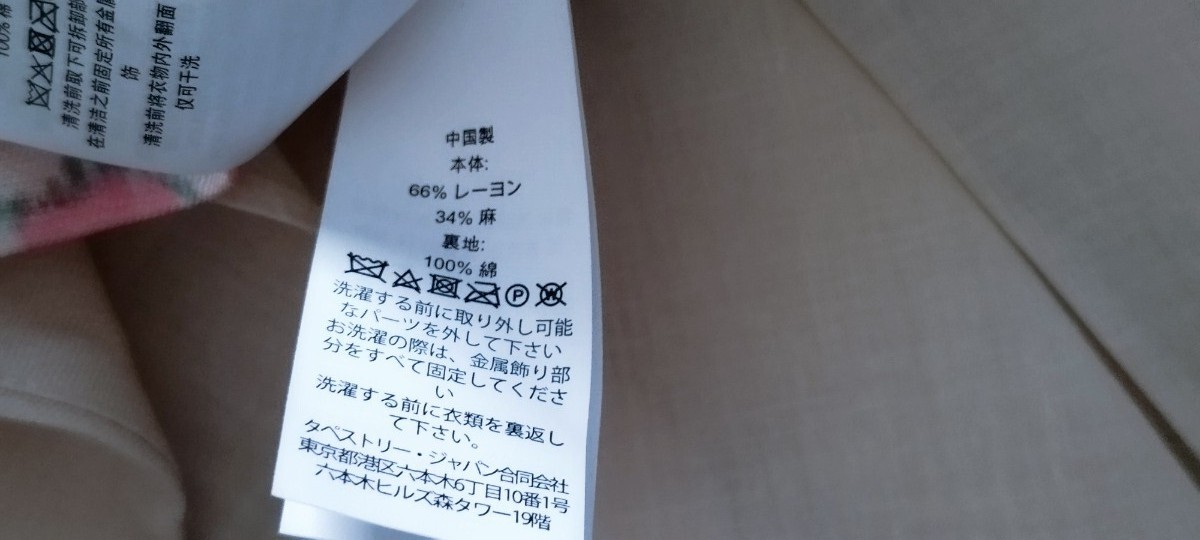 100% 棉
清洗前取下可拆卸部
在清洁之前固定所有金属
饰
清洗前将衣物内外翻面
仅可干洗
中国製
本体:
66% レーヨン
34% 麻
裏地:
100% 綿
P W
洗濯する前に取り外し可能
なパーツを外して下さい
お洗濯の際は、金属飾り部
分をすべて固定してくださ
い
洗濯する前に衣類を裏返し
て下さい。
タペストリー・ジャパン合同会社
東京都港区六本木6丁目10番1号
六本木ヒルズ森タワー19階